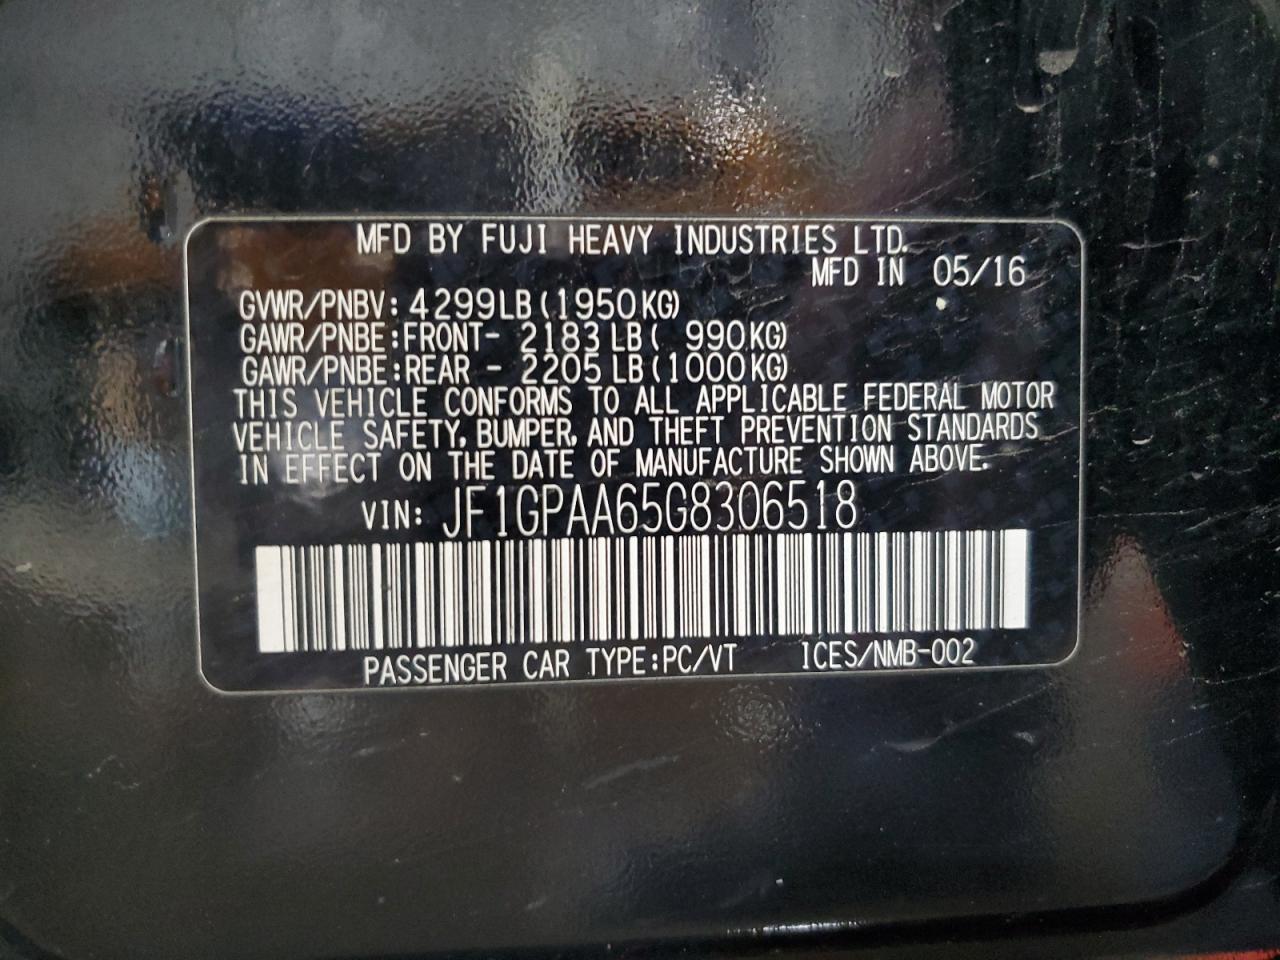 MFD BY FUJI HEAVY INDUSTRIES LTD.
MFD IN 05/16
GVWR/PNBV: 4299LB (1950KG)
GAWR/PNBE: FRONT- 2183 LB ( 990KG)
GAWR/PNBE: REAR - 2205 LB (1000KG)
THIS VEHICLE CONFORMS TO ALL APPLICABLE FEDERAL MOTOR
VEHICLE SAFETY, BUMPER, AND THEFT PREVENTION STANDARDS
IN EFFECT ON THE DATE OF MANUFACTURE SHOWN ABOVE.
VIN: JF1GPAA65G8306518
PASSENGER CAR TYPE: PC/VT ICES/NMB-002